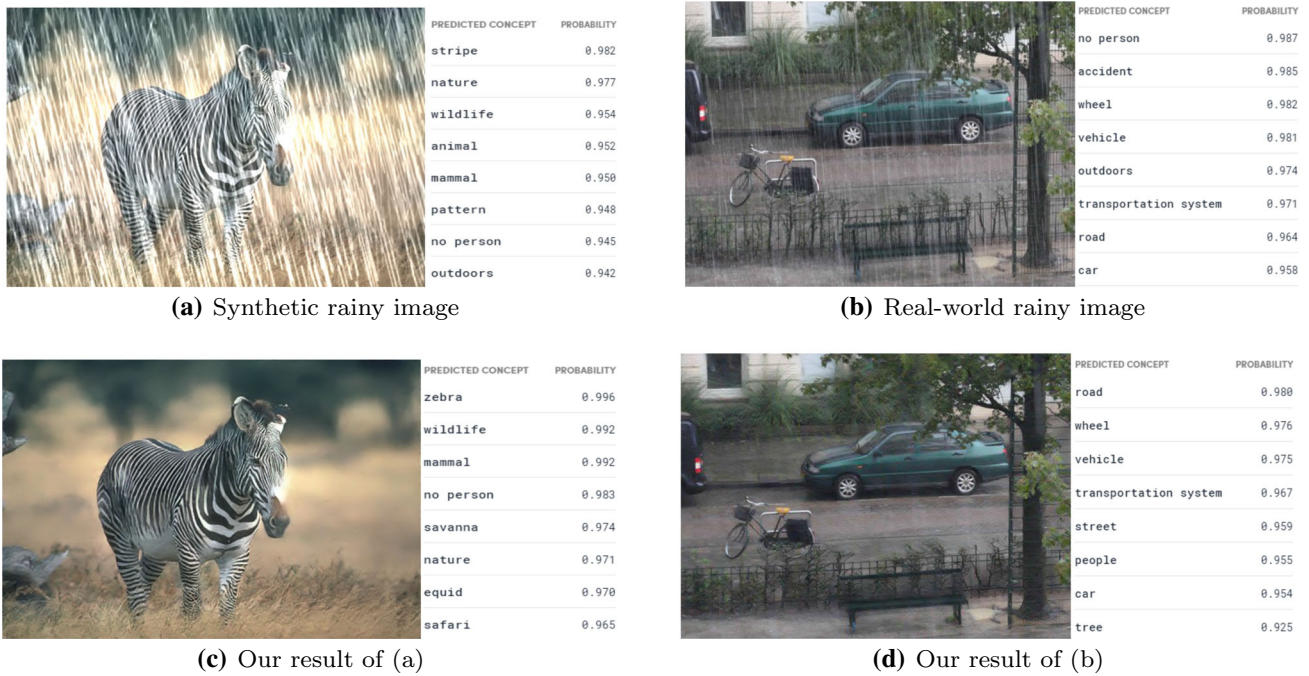 PREDICTED CONCEPT PROBABILITY
stripe 0.982
nature 0.977
wildlife 0.954
animal 0.952
mammal 0.950
pattern 0.948
no person 0.945
outdoors 0.942
(a) Synthetic rainy image
PREDICTED CONCEPT PROBABILITY
no person 0.987
accident 0.985
wheel 0.982
vehicle 0.981
outdoors 0.974
transportation system 0.971
road 0.964
car 0.958
(b) Real-world rainy image
PREDICTED CONCEPT PROBABILITY
zebra 0.996
wildlife 0.992
mammal 0.992
no person 0.983
savanna 0.974
nature 0.971
equid 0.970
safari 0.965
(c) Our result of (a)
PREDICTED CONCEPT PROBABILITY
road 0.980
wheel 0.976
vehicle 0.975
transportation system 0.967
street 0.959
people 0.955
car 0.954
tree 0.925
(d) Our result of (b)